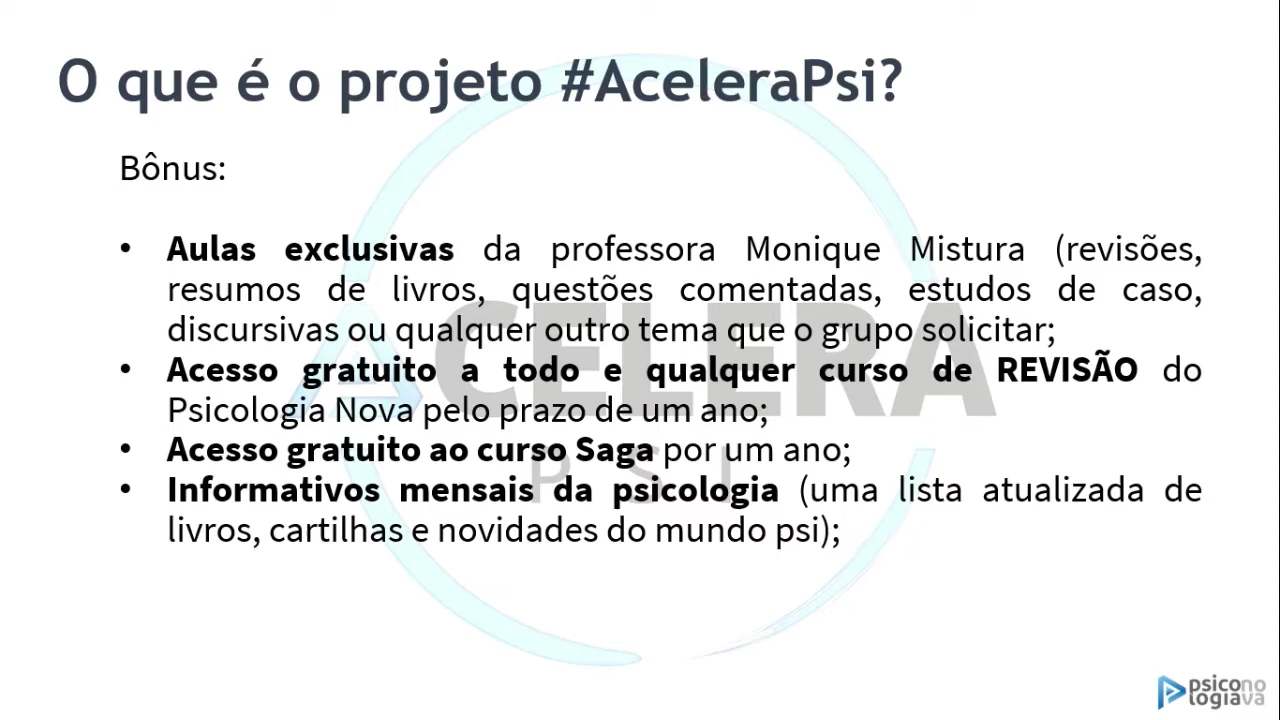 O que é o projeto #AceleraPsi?
Bônus:
• Aulas exclusivas da professora Monique Mistura (revisões,
resumos de livros, questões comentadas, estudos de caso,
discursivas ou qualquer outro tema que o grupo solicitar;
• Acesso gratuito a todo e qualquer curso de REVISÃO do
Psicologia Nova pelo prazo de um ano;
• Acesso gratuito ao curso Saga por um ano;
• Informativos mensais da psicologia (uma lista atualizada de
livros, cartilhas e novidades do mundo psi);
ACELERA
PSI
psicono
logiava